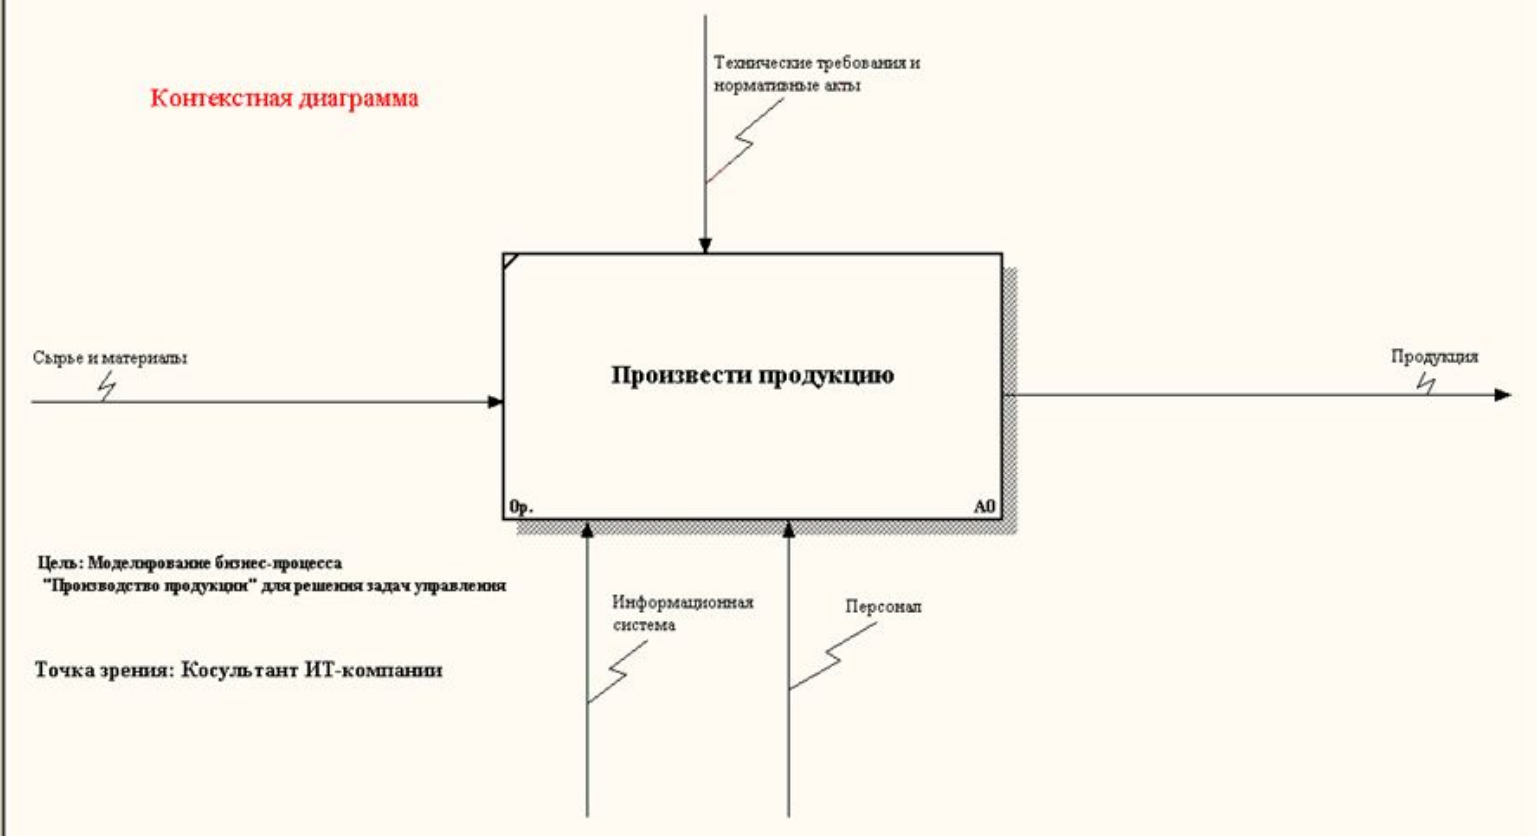 Контекстная диаграмма
Технические требования и
нормативные акты
Сырье и материалы
Произвести продукцию
Продукция
0р.
A0
Цель: Моделирование бизнес-процесса
"Производство продукции" для решения задач управления
Информационная
система
Персонал
Точка зрения: Косультант ИТ-компании